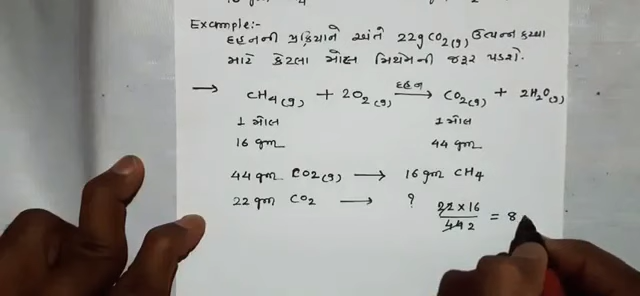 Example:-
દહનની પ્રક્રિયાને અંતે 22g CO2(g) ઉત્પન્ન કરવા
માટે કેટલા મોલ મિથેનની જરૂર પડશે.
→ CH4(g) + 2O2(g) દહન→ CO2(g) + 2H2O(g)
1 મોલ 1 મોલ
16 gm 44 gm
44 gm CO2(g) → 16 gm CH4
22 gm CO2 → ? 22 x 16 / 44 2 = 8